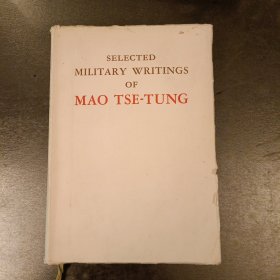 SELECTED
MILITARY WRITINGS
OF
MAO TSE-TUNG